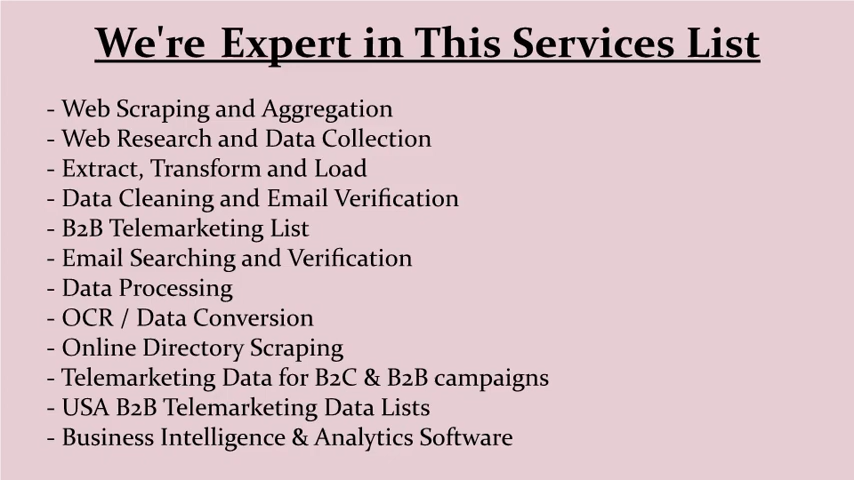 We're Expert in This Services List
- Web Scraping and Aggregation
- Web Research and Data Collection
- Extract, Transform and Load
- Data Cleaning and Email Verification
- B2B Telemarketing List
- Email Searching and Verification
- Data Processing
- OCR / Data Conversion
- Online Directory Scraping
- Telemarketing Data for B2C & B2B campaigns
- USA B2B Telemarketing Data Lists
- Business Intelligence & Analytics Software